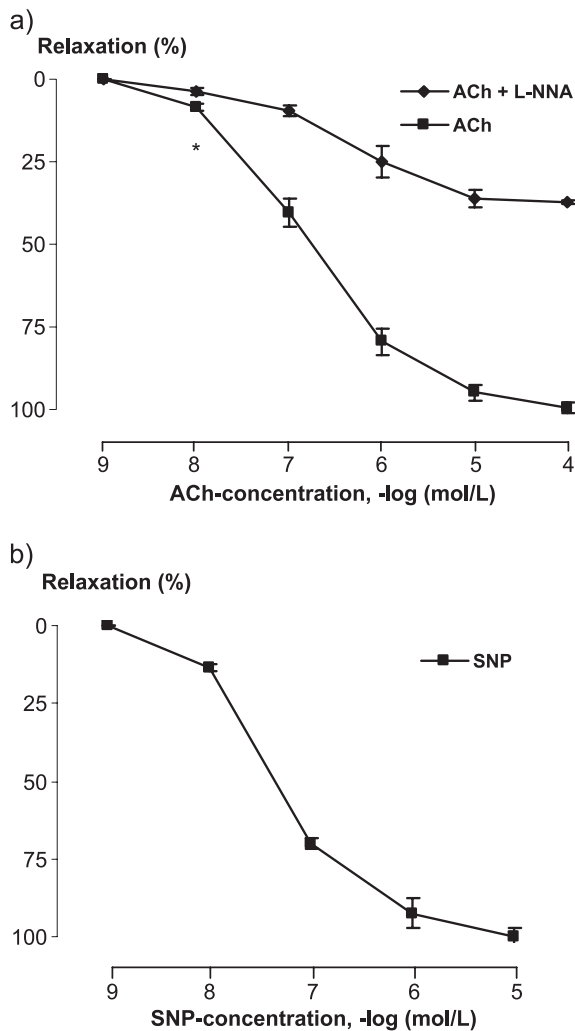 a)
Relaxation (%)
0
25
50
75
100
ACh + L-NNA
ACh
*
9 8 7 6 5 4
ACh-concentration, -log (mol/L)
b)
Relaxation (%)
0
25
50
75
100
SNP
9 8 7 6 5
SNP-concentration, -log (mol/L)